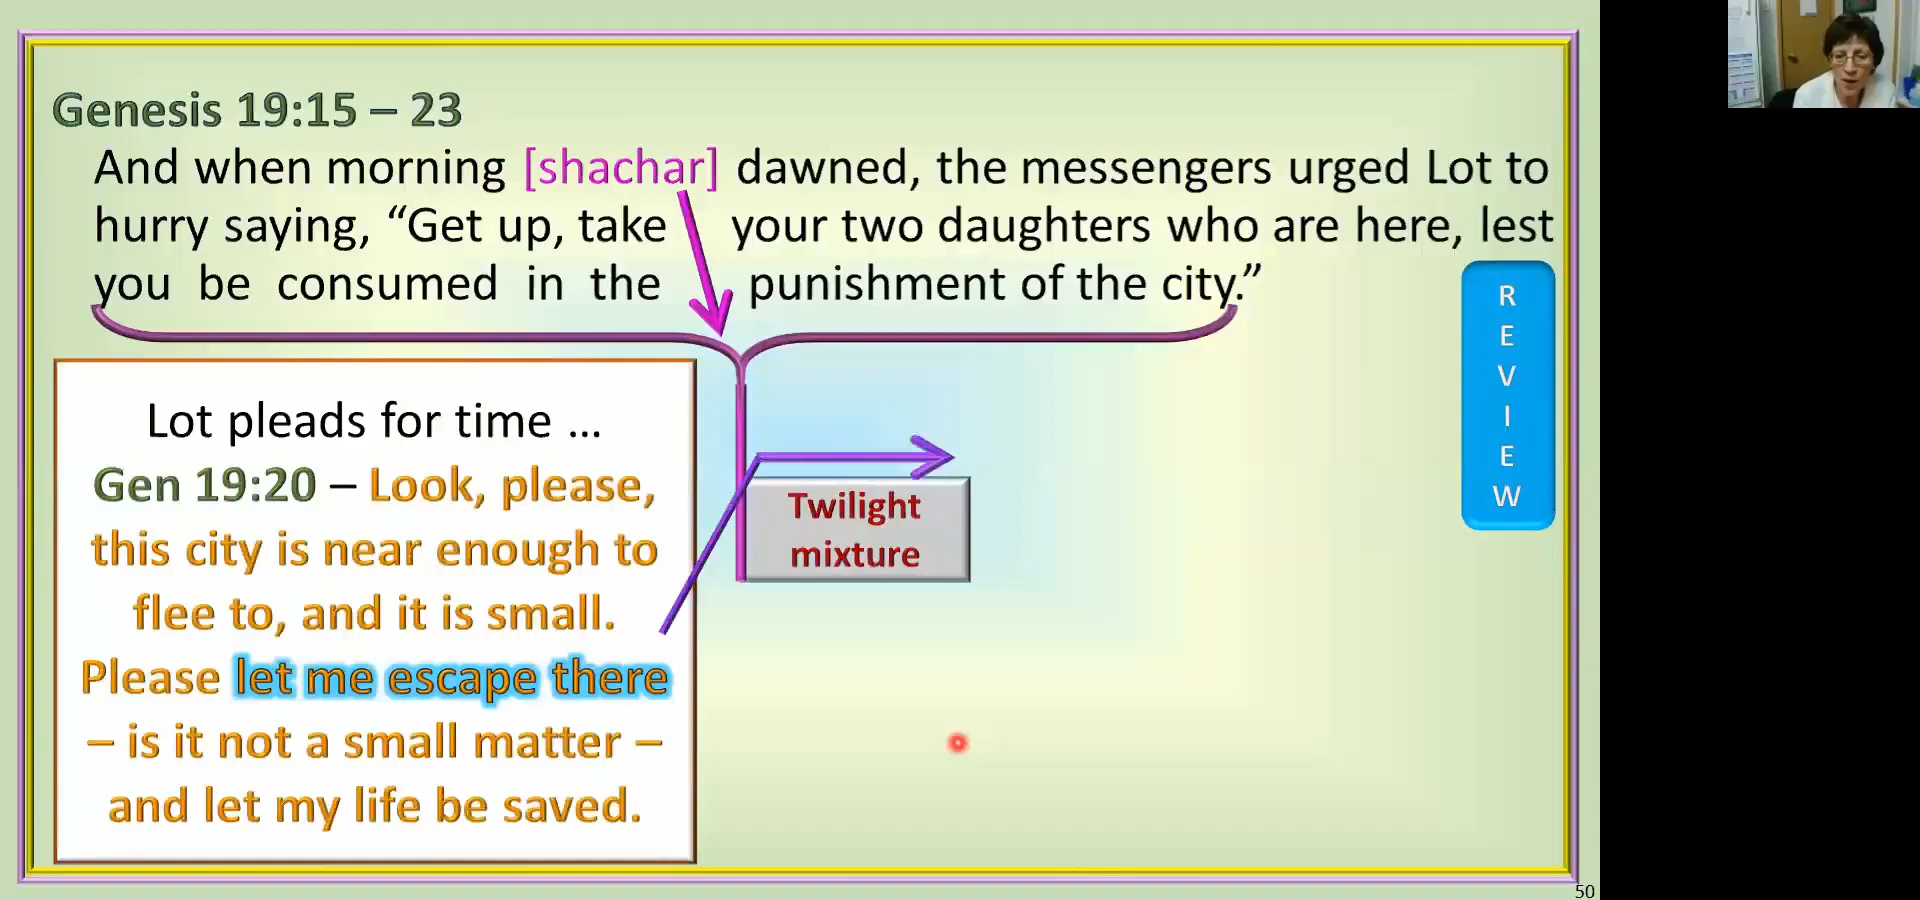 Genesis 19:15 – 23
And when morning [shachar] dawned, the messengers urged Lot to
hurry saying, “Get up, take your two daughters who are here, lest
you be consumed in the punishment of the city.”
REVIEW
Lot pleads for time ...
Gen 19:20 – Look, please,
this city is near enough to
flee to, and it is small.
Please let me escape there
– is it not a small matter –
and let my life be saved.
Twilight
mixture
50